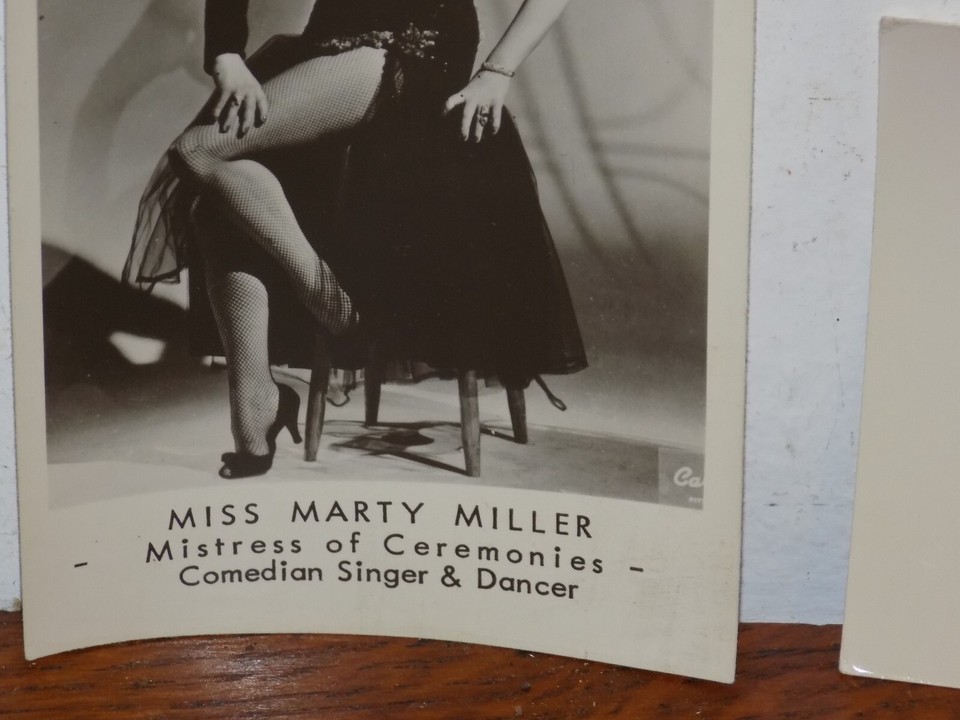 MISS MARTY MILLER
- Mistress of Ceremonies -
Comedian Singer & Dancer